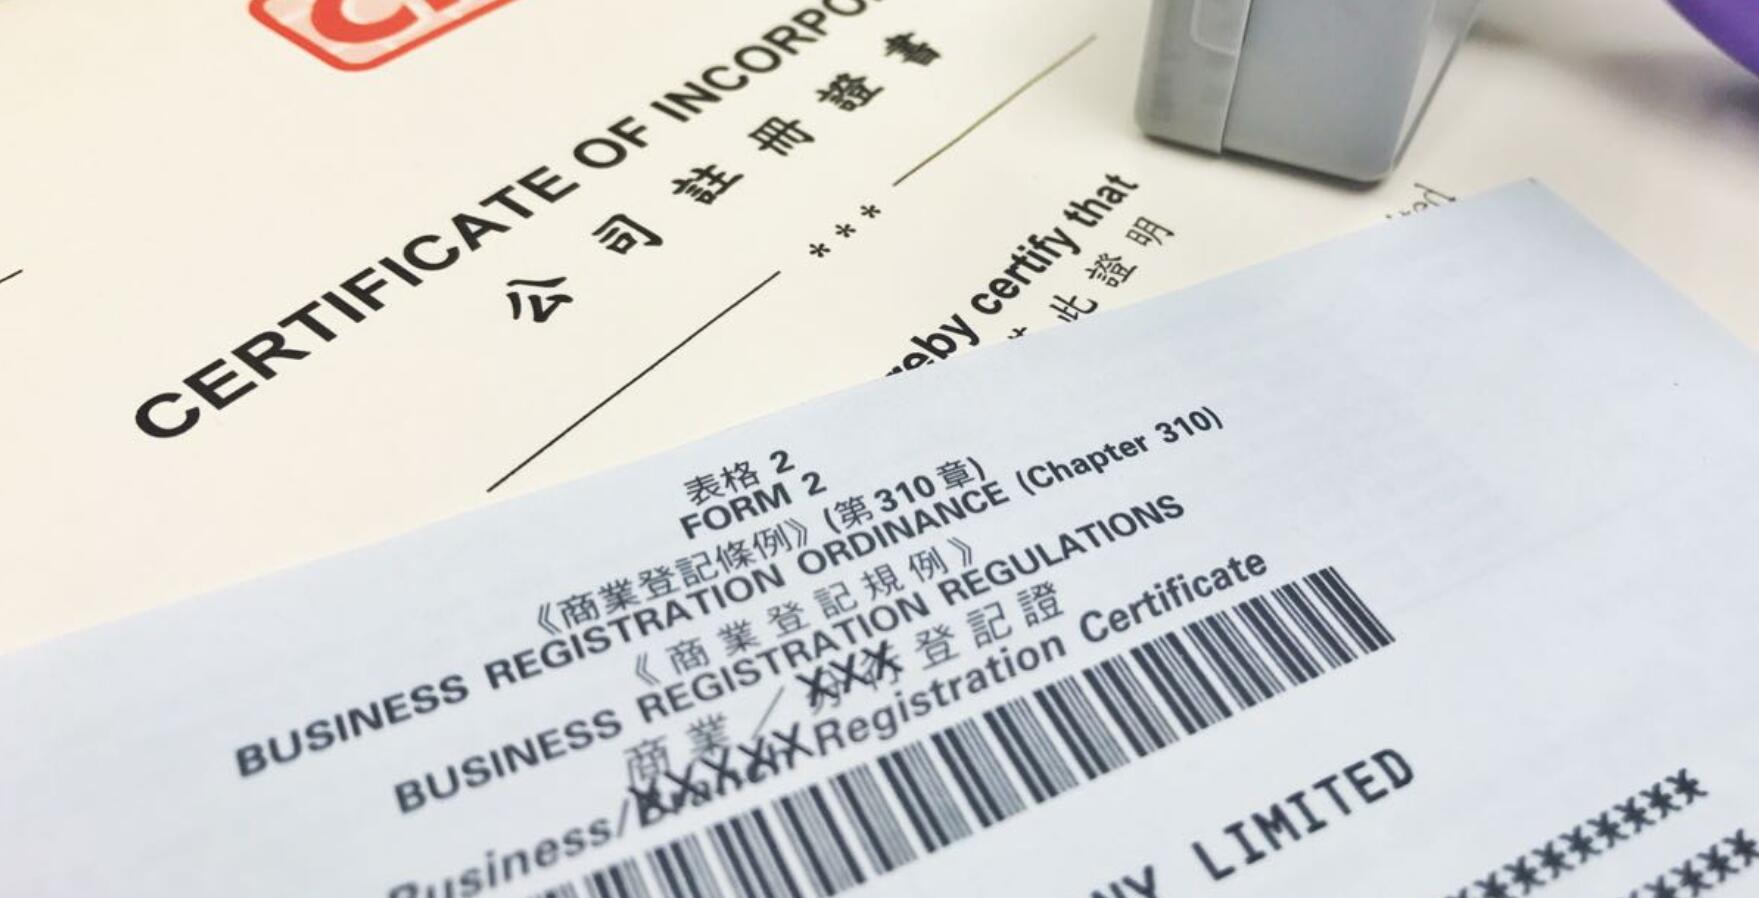 CERTIFICATE OF
公司註冊證書
* * *
certify that
此證明
表格 2
FORM 2
《商業登記條例》(第310章)
BUSINESS REGISTRATION ORDINANCE (Chapter 310)
《商業登記規例》
BUSINESS REGISTRATION REGULATIONS
商業/分行登記證
Business/Branch Registration Certificate
LIMITED